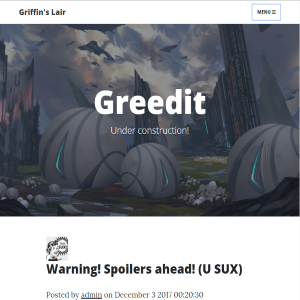 Griffin's Lair
MENU
Greedit
Under construction!
Warning! Spoilers ahead! (U SUX)
Posted by admin on December 3 2017 00:20:30